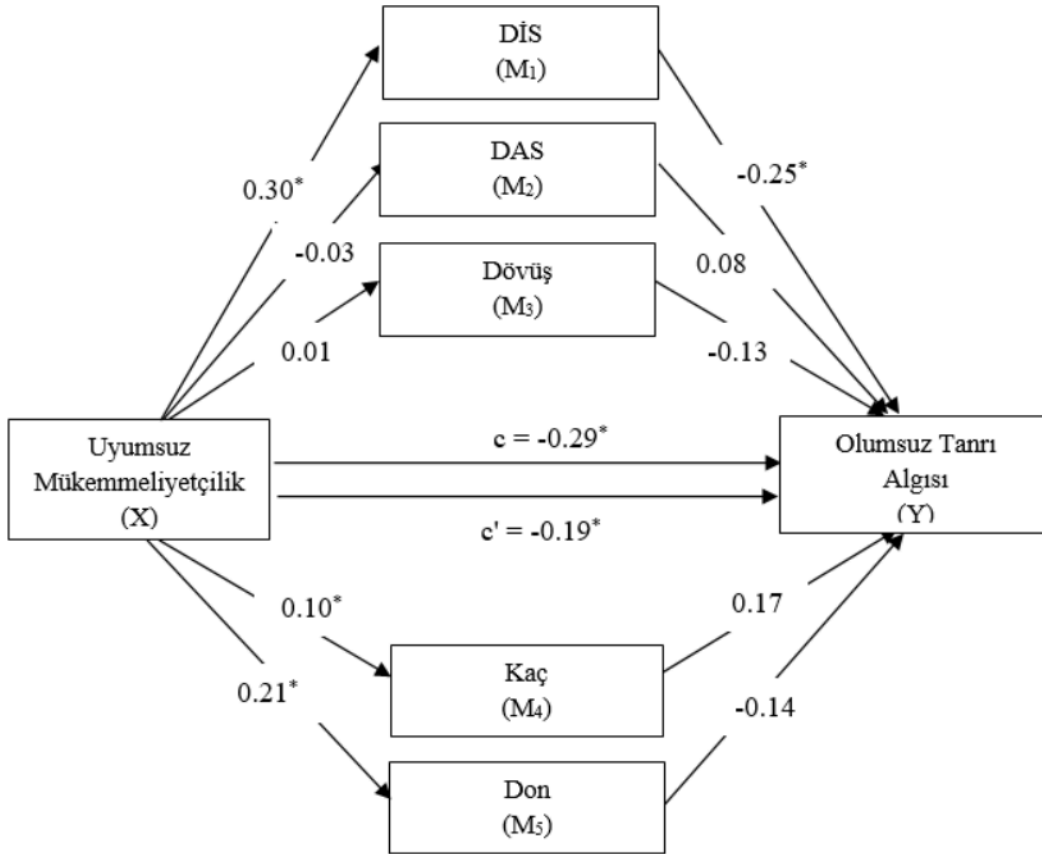 DİS
(M₁)
DAS
(M₂)
Dövüş
(M₃)
0.30*
-0.03
0.01
-0.25*
0.08
-0.13
Uyumsuz
Mükemmeliyetçilik
(X)
c = -0.29*
c' = -0.19*
Olumsuz Tanrı
Algısı
(Y)
0.10*
0.21*
0.17
-0.14
Kaç
(M₄)
Don
(M₅)